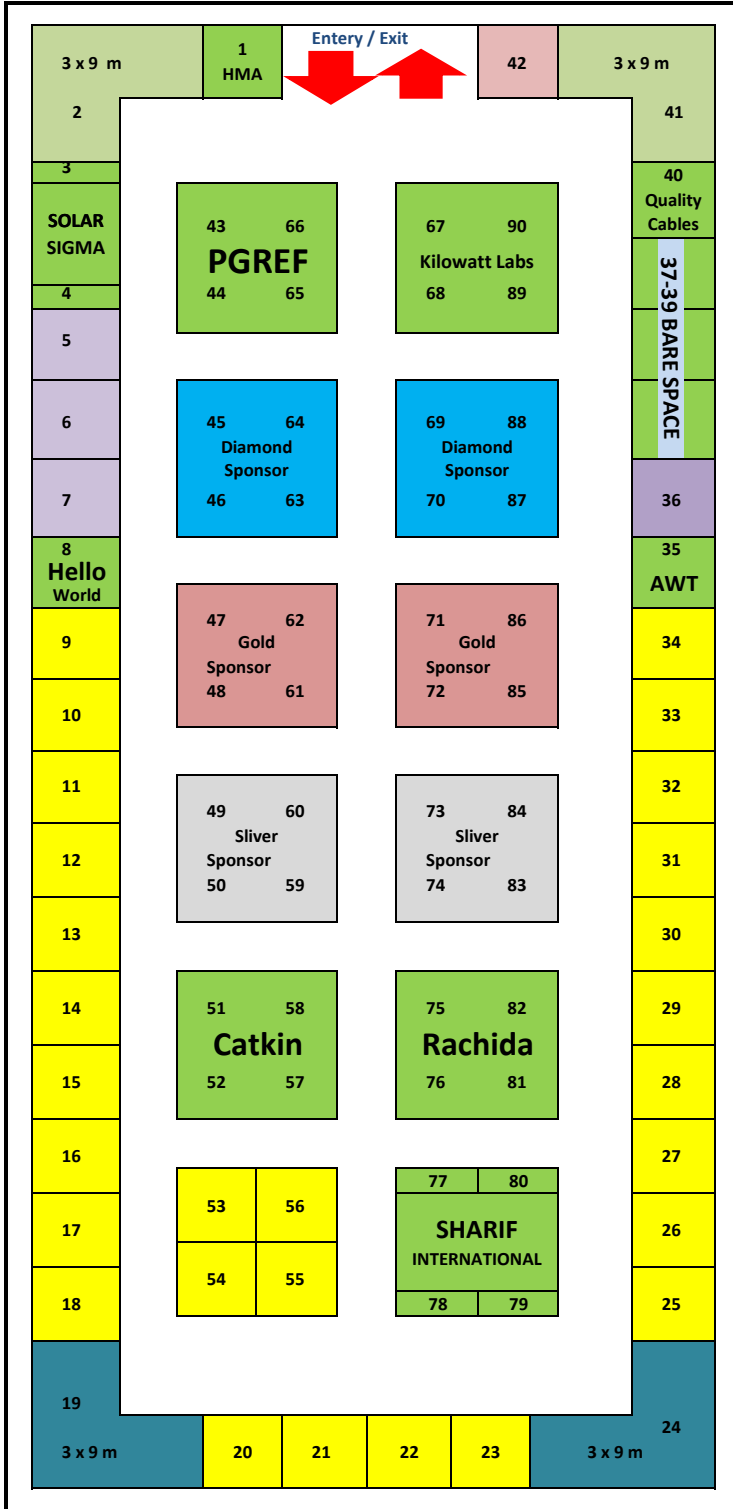 Entery / Exit
3 x 9 m
1
HMA
42
3 x 9 m
2
41
3
SOLAR
SIGMA
4
40
Quality
Cables
37-39 BARE SPACE
43 66
PGREF
44 65
67 90
Kilowatt Labs
68 89
5
6
7
36
45 64
Diamond
Sponsor
46 63
69 88
Diamond
Sponsor
70 87
8
Hello
World
35
AWT
9
34
47 62
Gold
Sponsor
48 61
71 86
Gold
Sponsor
72 85
10
33
11
32
12
31
49 60
Sliver
Sponsor
50 59
73 84
Sliver
Sponsor
74 83
13
30
14
29
51 58
Catkin
52 57
75 82
Rachida
76 81
15
28
16
27
17
26
18
25
53 56
54 55
77 80
SHARIF
INTERNATIONAL
78 79
19
3 x 9 m
20
21
22
23
24
3 x 9 m